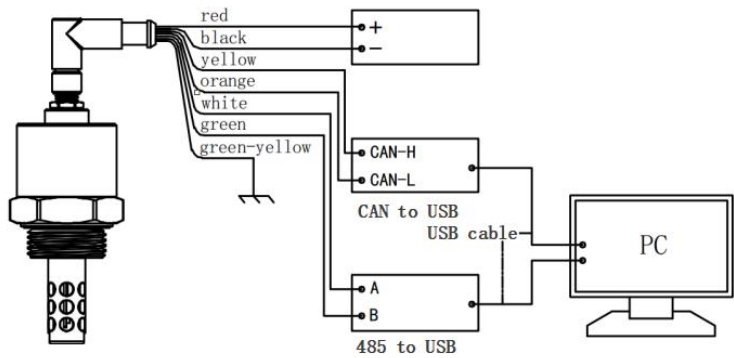 red
+
black
-
yellow
orange
white
green
green-yellow
CAN-H
CAN-L
CAN to USB
USB cable
PC
A
B
485 to USB